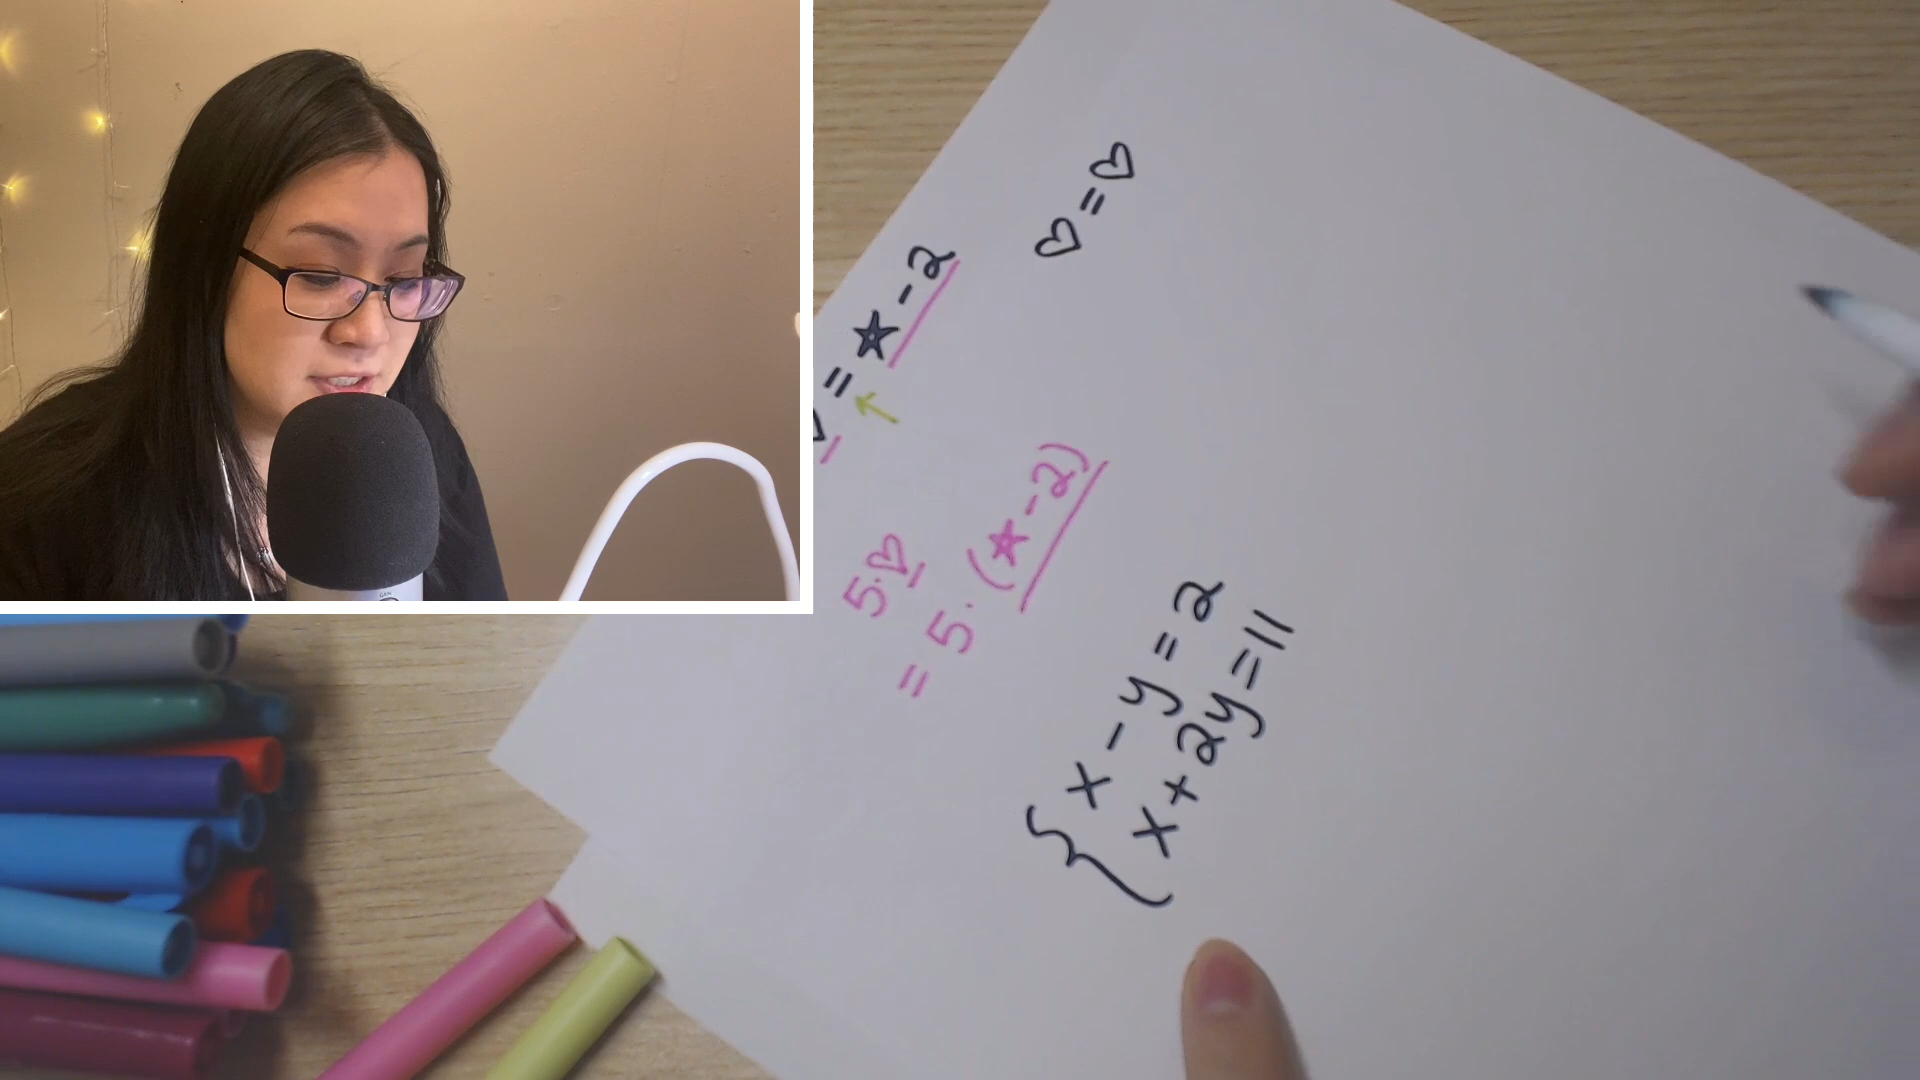 ♡ = ♡
= ☆ - 2
5·♡
= 5·(☆-2)
x - y = 2
x + 2y = 11